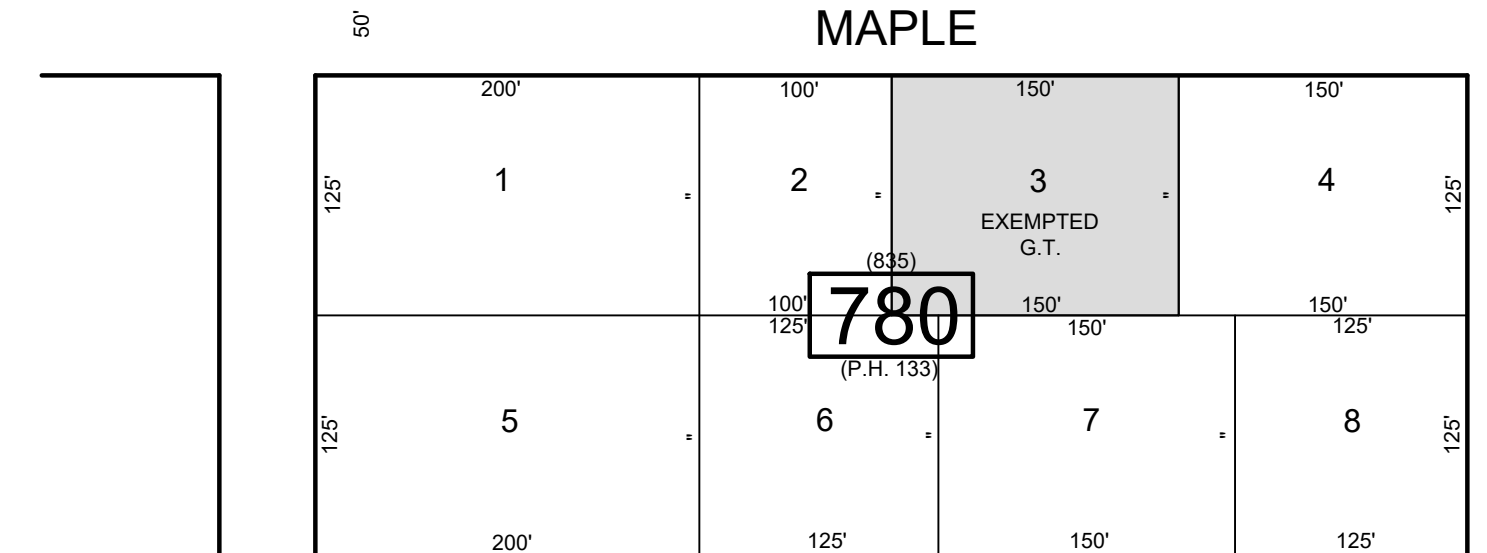 50'
MAPLE
200' 100' 150' 150'
125' 1 " 2 " 3 " 4 125'
EXEMPTED
G.T.
(835)
100' 150' 150'
780
125' 150' 125'
(P.H. 133)
125' 5 " 6 " 7 " 8 125'
200' 125' 150' 125'